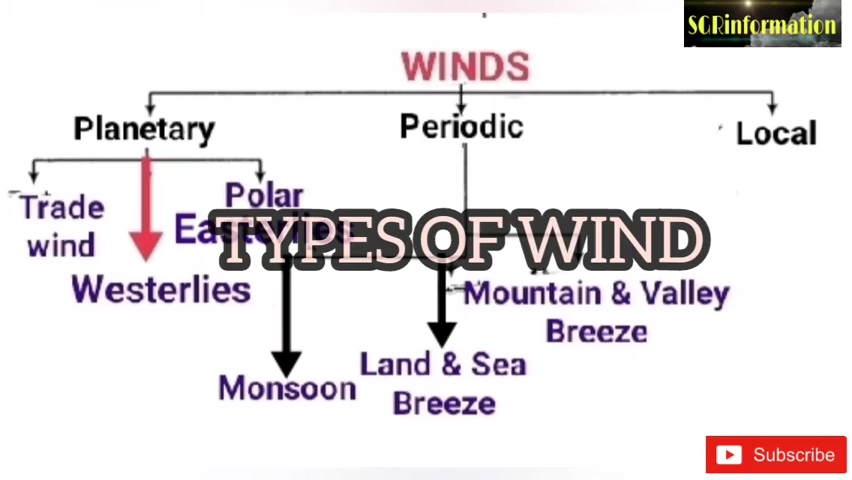 SGRinformation
WINDS
Planetary
Periodic
Local
Trade
wind
Westerlies
Polar
Easterlies
TYPES OF WIND
Monsoon
Land & Sea
Breeze
Mountain & Valley
Breeze
Subscribe